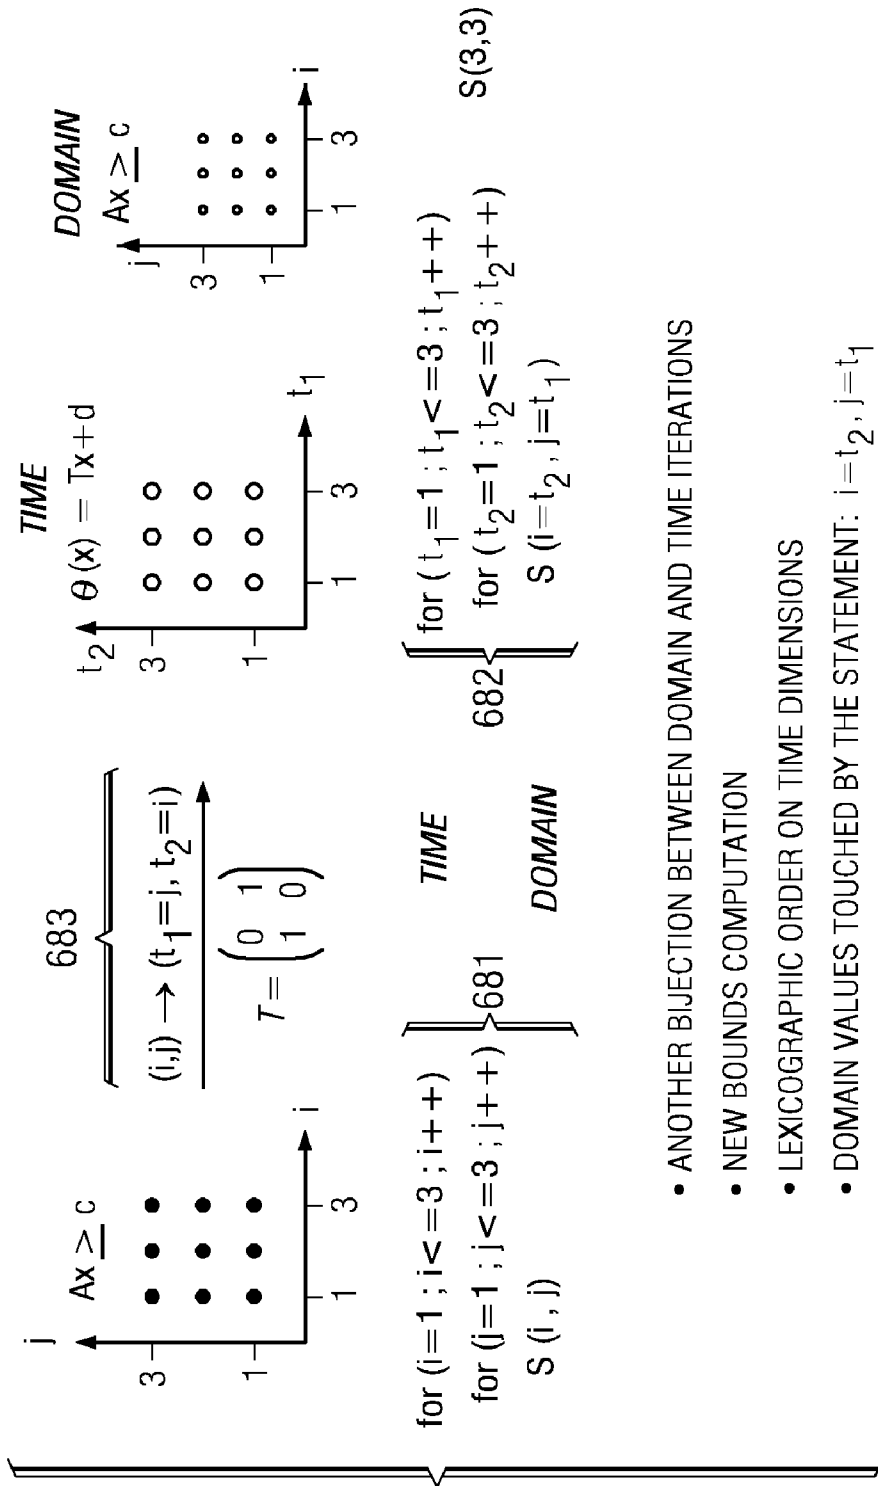 683
TIME
DOMAIN
j
Ax ≥ c
3
1
1
3
i
(i,j) → (t1=j, t2=i)
T = ( 0 1
1 0 )
t2
θ(x) = Tx+d
3
1
1
3
t1
j
Ax ≥ c
3
1
1
3
i
for (i=1 ; i<=3 ; i++)
for (j=1 ; j<=3 ; j++)
S (i , j)
681
TIME
DOMAIN
682
for (t1=1 ; t1<=3 ; t1++)
for (t2=1 ; t2<=3 ; t2++)
S (i=t2 , j=t1)
S(3,3)
• ANOTHER BIJECTION BETWEEN DOMAIN AND TIME ITERATIONS
• NEW BOUNDS COMPUTATION
• LEXICOGRAPHIC ORDER ON TIME DIMENSIONS
• DOMAIN VALUES TOUCHED BY THE STATEMENT: i=t2, j=t1